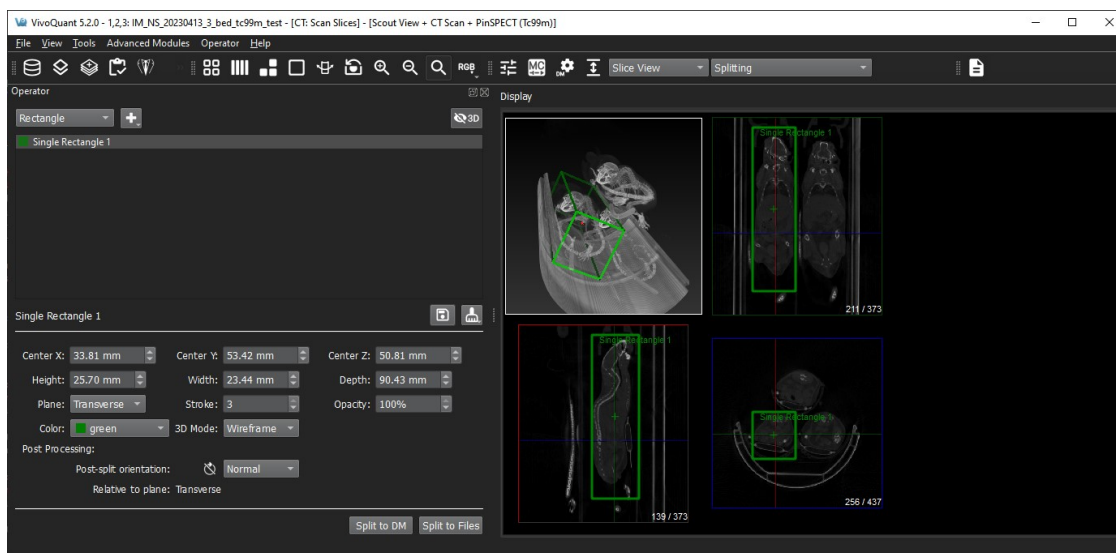 VivoQuant 5.2.0 - 1,2,3: IM_NS_20230413_3_bed_tc99m_test - [CT: Scan Slices] - [Scout View + CT Scan + PinSPECT (Tc99m)]
File View Tools Advanced Modules Operator Help
RGB MC DM Slice View Splitting
Operator
Display
Rectangle 3D
Single Rectangle 1
Single Rectangle 1
211 / 373
Single Rectangle 1
Center X: 33.81 mm Center Y: 53.42 mm Center Z: 50.81 mm
Height: 25.70 mm Width: 23.44 mm Depth: 90.43 mm
Plane: Transverse Stroke: 3 Opacity: 100%
Color: green 3D Mode: Wireframe
Post Processing:
Post-split orientation: Normal
Relative to plane: Transverse
Split to DM Split to Files
Single Rectangle 1
139 / 373
Single Rectangle 1
256 / 437